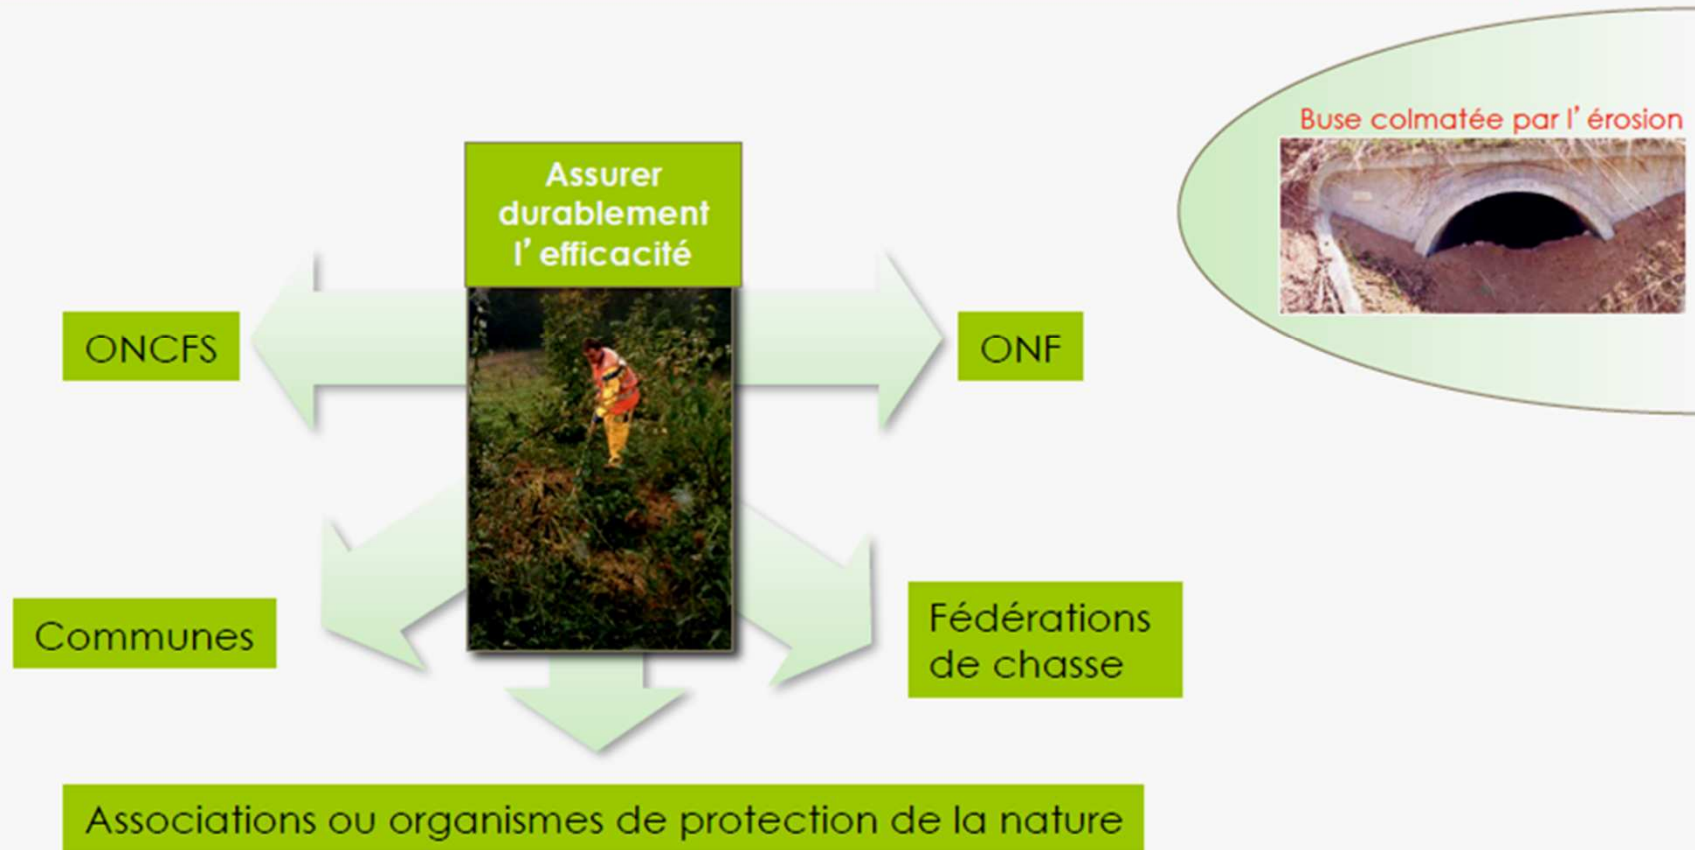 Buse colmatée par l’érosion
Assurer
durablement
l’efficacité
ONCFS
ONF
Communes
Fédérations
de chasse
Associations ou organismes de protection de la nature